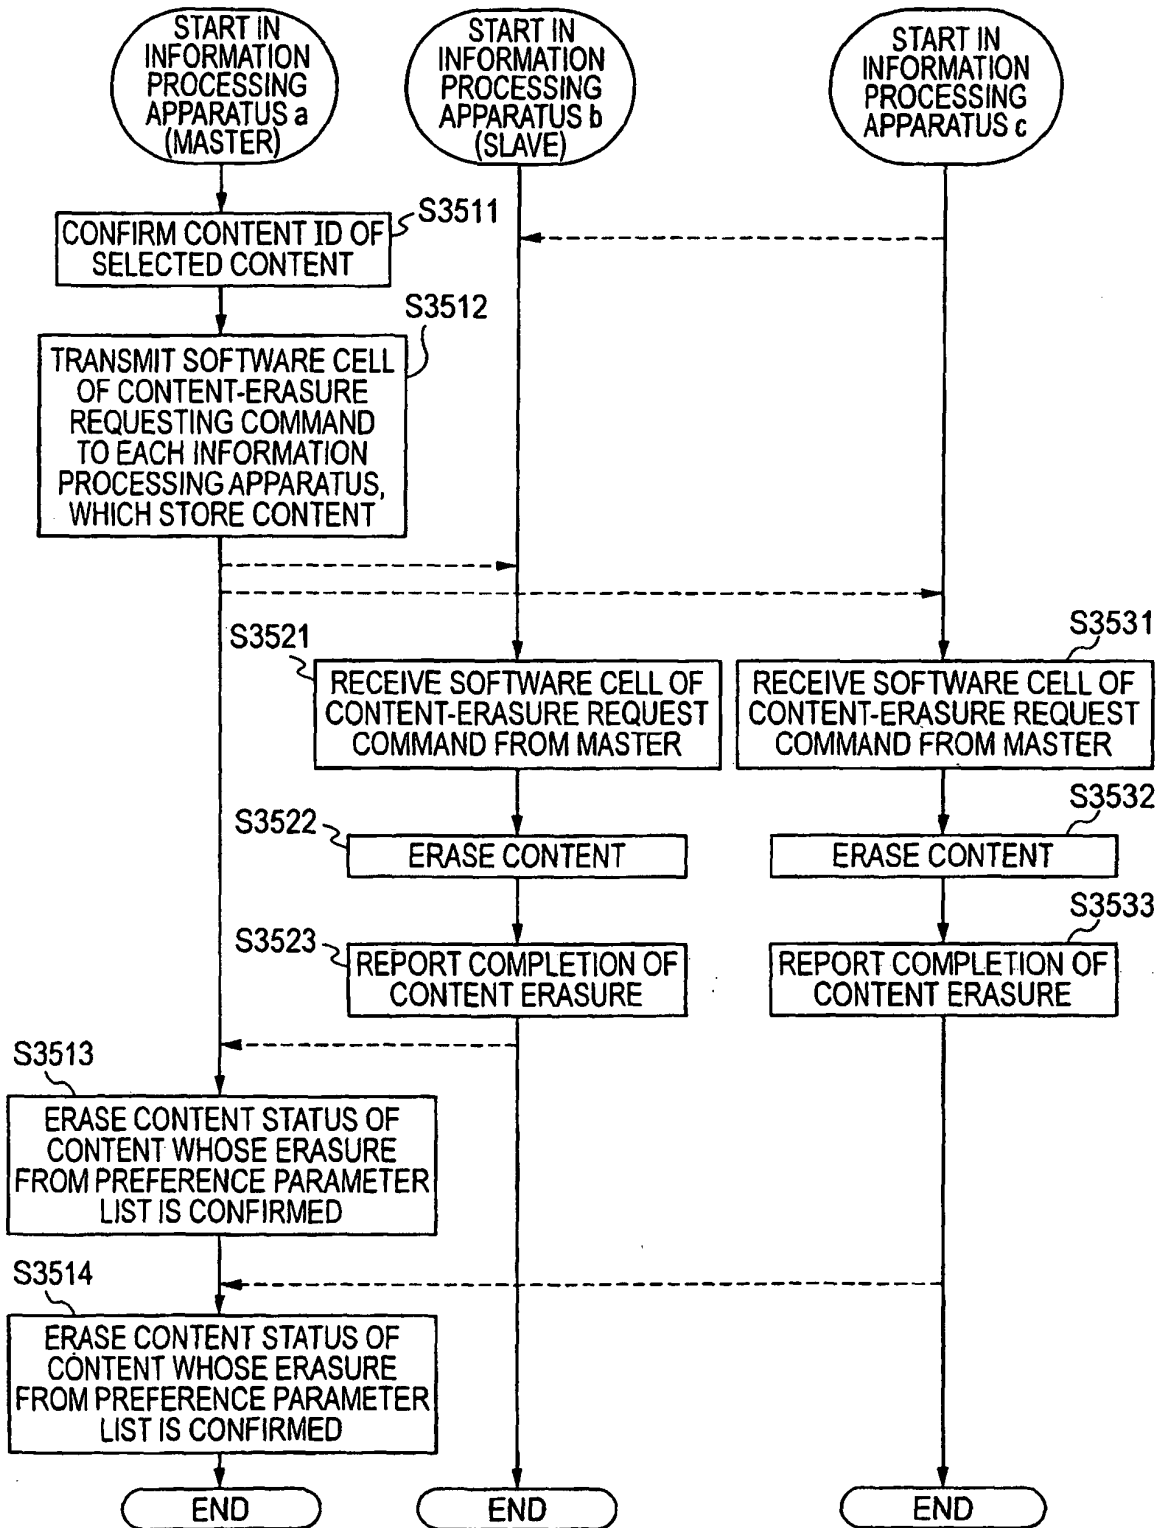 START IN
INFORMATION
PROCESSING
APPARATUS a
(MASTER)
START IN
INFORMATION
PROCESSING
APPARATUS b
(SLAVE)
START IN
INFORMATION
PROCESSING
APPARATUS c
S3511
CONFIRM CONTENT ID OF
SELECTED CONTENT
S3512
TRANSMIT SOFTWARE CELL
OF CONTENT-ERASURE
REQUESTING COMMAND
TO EACH INFORMATION
PROCESSING APPARATUS,
WHICH STORE CONTENT
S3521
RECEIVE SOFTWARE CELL OF
CONTENT-ERASURE REQUEST
COMMAND FROM MASTER
S3531
RECEIVE SOFTWARE CELL OF
CONTENT-ERASURE REQUEST
COMMAND FROM MASTER
S3522
ERASE CONTENT
S3532
ERASE CONTENT
S3523
REPORT COMPLETION OF
CONTENT ERASURE
S3533
REPORT COMPLETION OF
CONTENT ERASURE
S3513
ERASE CONTENT STATUS OF
CONTENT WHOSE ERASURE
FROM PREFERENCE PARAMETER
LIST IS CONFIRMED
S3514
ERASE CONTENT STATUS OF
CONTENT WHOSE ERASURE
FROM PREFERENCE PARAMETER
LIST IS CONFIRMED
END
END
END